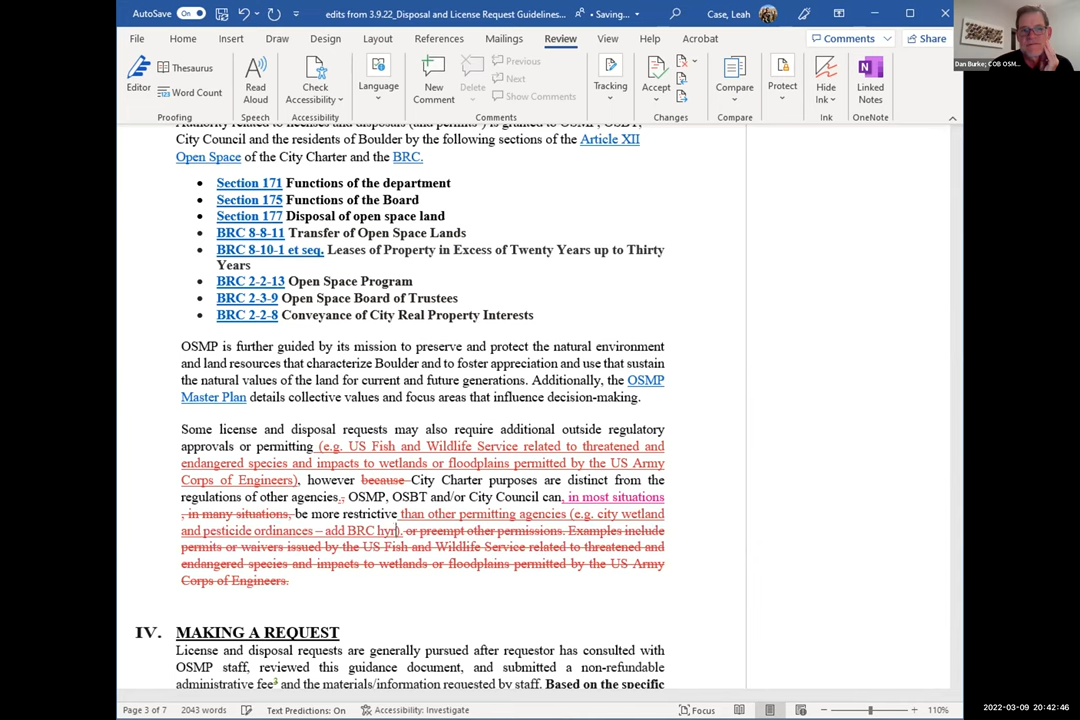 AutoSave On edits from 3.9.22_Disposal and License Request Guidelines... Saving... Case, Leah
File Home Insert Draw Design Layout References Mailings Review View Help Acrobat Comments Share
Editor Thesaurus Word Count Read Aloud Check Accessibility Language New Comment Delete Previous Next Show Comments Tracking Accept Compare Protect Hide Ink Linked Notes
Proofing Speech Accessibility Comments Changes Compare Ink OneNote
Dan Burke; COB OSM...
Authority related to licenses and disposals (and permits ) is granted to OSMP, OSBT,
City Council and the residents of Boulder by the following sections of the Article XII
Open Space of the City Charter and the BRC.
• Section 171 Functions of the department
• Section 175 Functions of the Board
• Section 177 Disposal of open space land
• BRC 8-8-11 Transfer of Open Space Lands
• BRC 8-10-1 et seq. Leases of Property in Excess of Twenty Years up to Thirty
Years
• BRC 2-2-13 Open Space Program
• BRC 2-3-9 Open Space Board of Trustees
• BRC 2-2-8 Conveyance of City Real Property Interests
OSMP is further guided by its mission to preserve and protect the natural environment
and land resources that characterize Boulder and to foster appreciation and use that sustain
the natural values of the land for current and future generations. Additionally, the OSMP
Master Plan details collective values and focus areas that influence decision-making.
Some license and disposal requests may also require additional outside regulatory
approvals or permitting (e.g. US Fish and Wildlife Service related to threatened and
endangered species and impacts to wetlands or floodplains permitted by the US Army
Corps of Engineers), however because City Charter purposes are distinct from the
regulations of other agencies., OSMP, OSBT and/or City Council can, in most situations
, in many situations, be more restrictive than other permitting agencies (e.g. city wetland
and pesticide ordinances – add BRC hyr). or preempt other permissions. Examples include
permits or waivers issued by the US Fish and Wildlife Service related to threatened and
endangered species and impacts to wetlands or floodplains permitted by the US Army
Corps of Engineers.
IV. MAKING A REQUEST
License and disposal requests are generally pursued after requestor has consulted with
OSMP staff, reviewed this guidance document, and submitted a non-refundable
administrative fee3 and the materials/information requested by staff. Based on the specific
Page 3 of 7 2043 words Text Predictions: On Accessibility: Investigate Focus 110%
2022-03-09 20:42:46